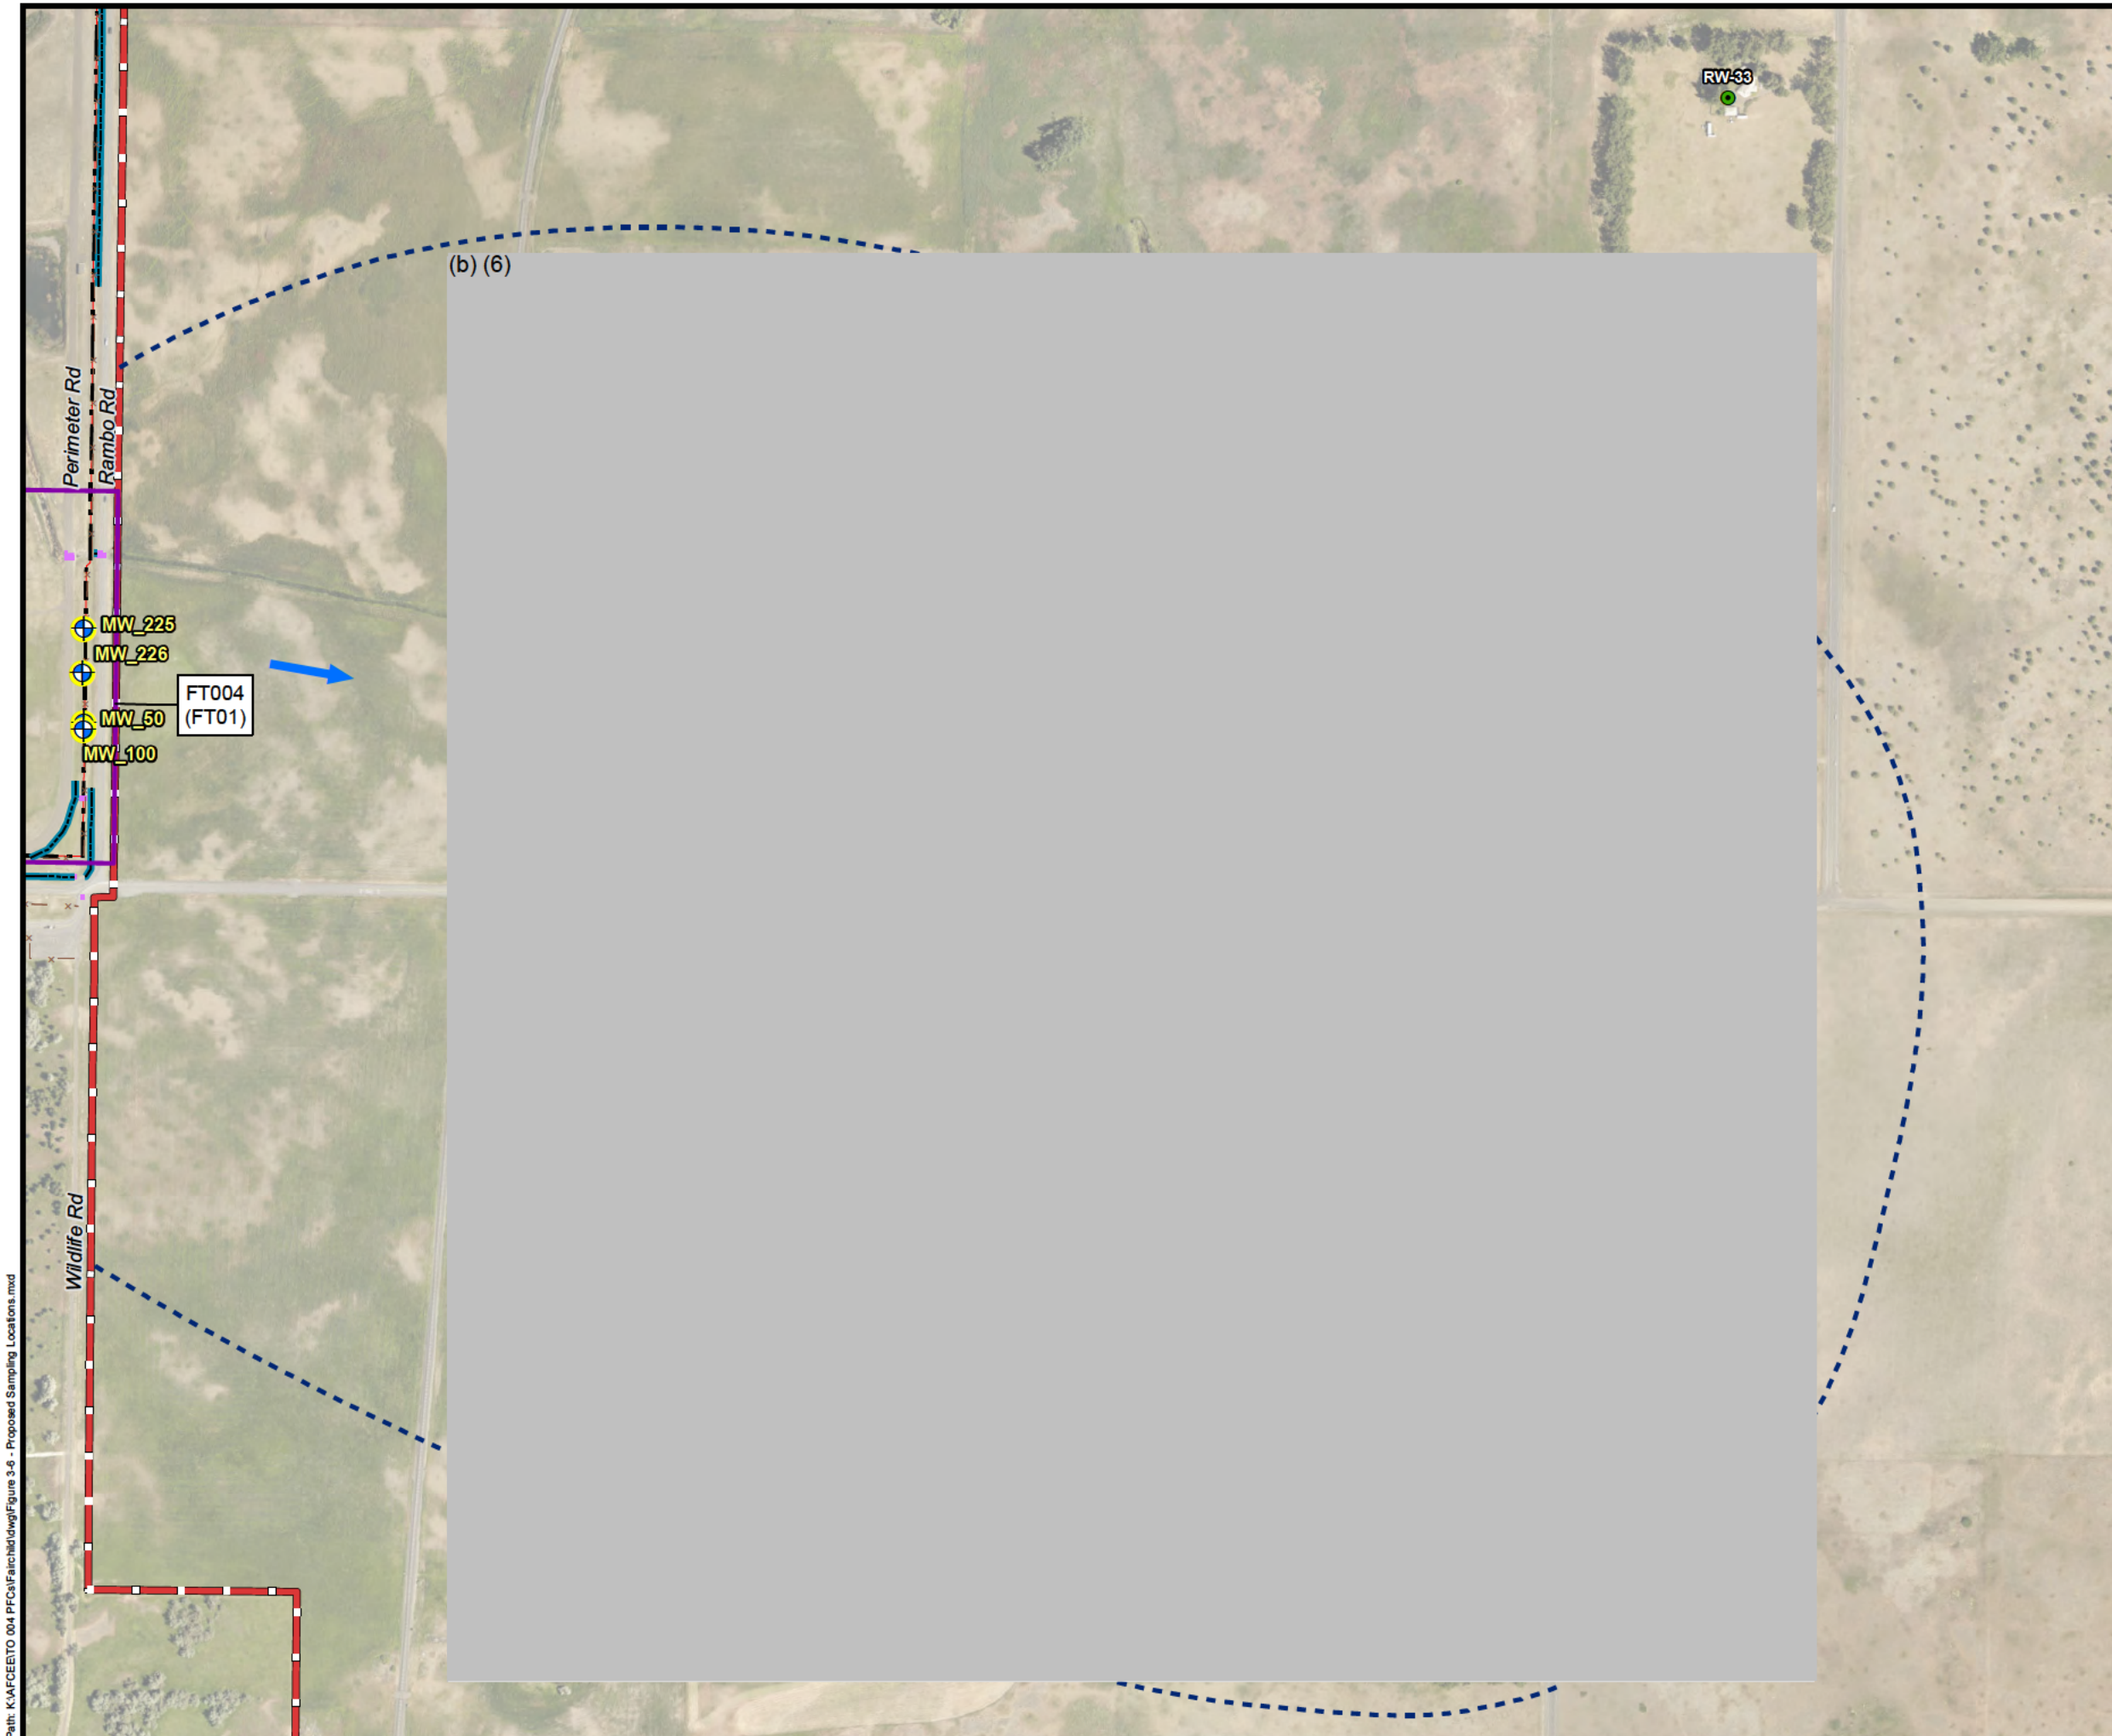 RW-33
(b) (6)
Perimeter Rd
Rambo Rd
MW_225
MW_226
FT004
(FT01)
MW_50
MW_100
Wildlife Rd
Path: K:\AFCEE\TO 004 PFCs\Fairchild\dwg\Figure 3-6 - Proposed Sampling Locations.mxd